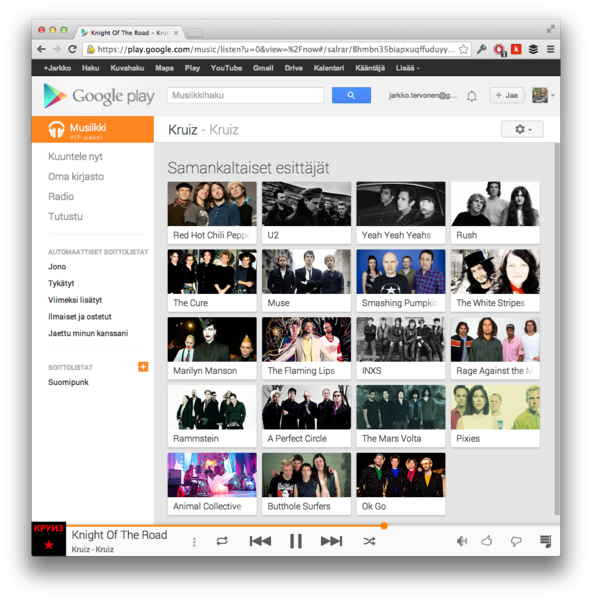 Knight Of The Road - Kruiz
https://play.google.com/music/listen?u=0&view=%2Fnow#/salrar/Bhmbn35biapxuqffuduyy...
+Jarkko Haku Kuvahaku Maps Play YouTube Gmail Drive Kalenteri Kääntäjä Lisää
Google play
Musiikkihaku
jarkko.tervonen@g...
+ Jaa
Musiikki
VIP-passi
Kruiz - Kruiz
Kuuntele nyt
Oma kirjasto
Radio
Tutustu
AUTOMAATTISET SOITTOLISTAT
Jono
Tykätyt
Viimeksi lisätyt
Ilmaiset ja ostetut
Jaettu minun kanssani
SOITTOLISTAT
Suomipunk
Samankaltaiset esittäjät
Red Hot Chili Peppe
U2
Yeah Yeah Yeahs
Rush
The Cure
Muse
Smashing Pumpkin
The White Stripes
Marilyn Manson
The Flaming Lips
INXS
Rage Against the M
Rammstein
A Perfect Circle
The Mars Volta
Pixies
Animal Collective
Butthole Surfers
Ok Go
КРУИЗ
Knight Of The Road
Kruiz - Kruiz